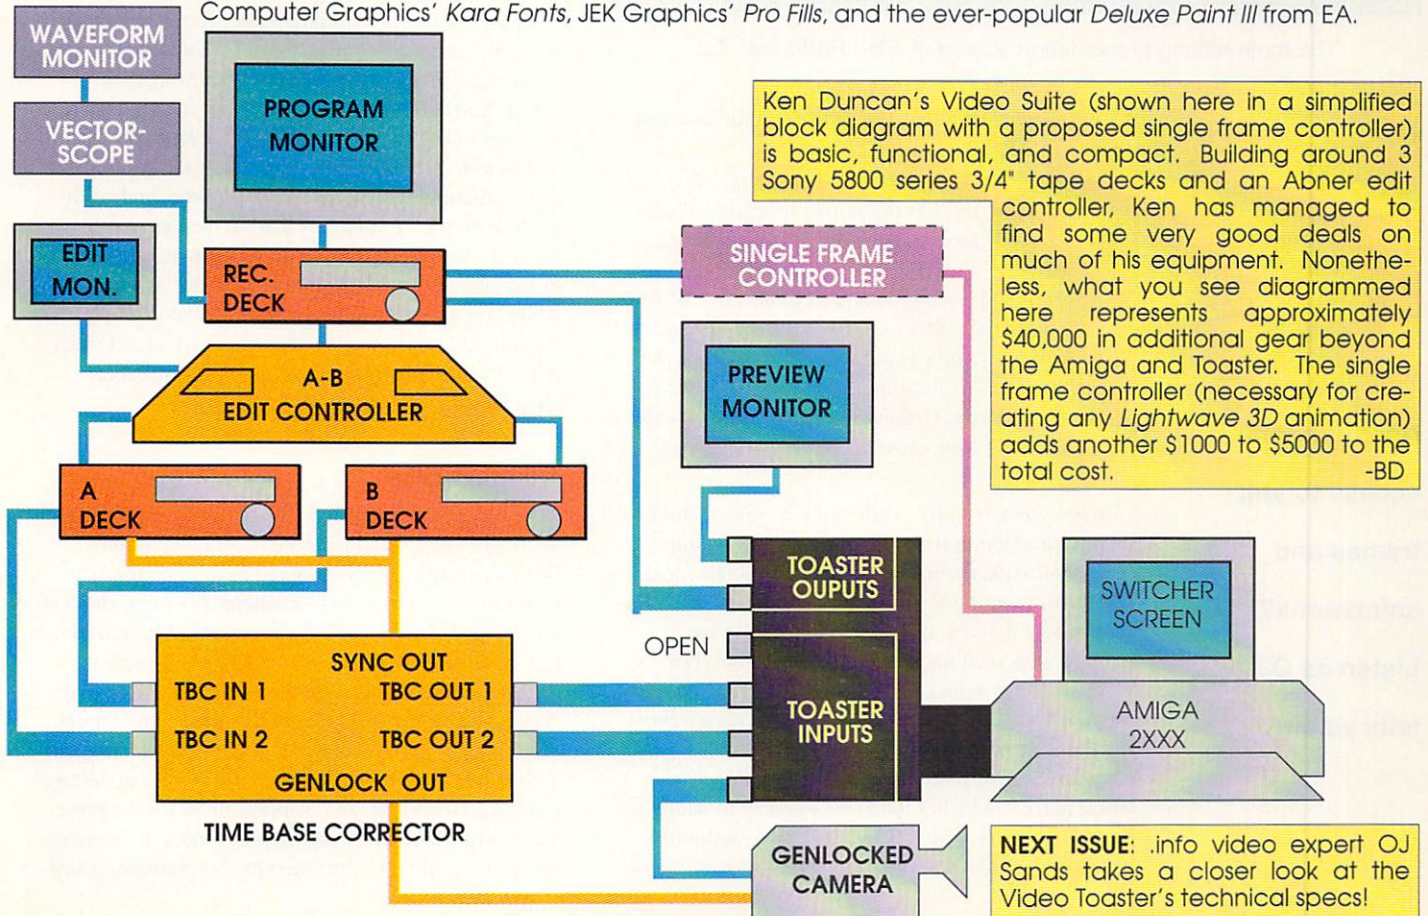 Computer Graphics' Kara Fonts, JEK Graphics' Pro Fills, and the ever-popular Deluxe Paint III from EA.
WAVEFORM
MONITOR
VECTOR-
SCOPE
PROGRAM
MONITOR
EDIT
MON.
REC.
DECK
SINGLE FRAME
CONTROLLER
A-B
EDIT CONTROLLER
PREVIEW
MONITOR
A
DECK
B
DECK
Ken Duncan's Video Suite (shown here in a simplified
block diagram with a proposed single frame controller)
is basic, functional, and compact. Building around 3
Sony 5800 series 3/4" tape decks and an Abner edit
controller, Ken has managed to
find some very good deals on
much of his equipment. Nonethe-
less, what you see diagrammed
here represents approximately
$40,000 in additional gear beyond
the Amiga and Toaster. The single
frame controller (necessary for cre-
ating any Lightwave 3D animation)
adds another $1000 to $5000 to the
total cost. -BD
TOASTER
OUPUTS
SWITCHER
SCREEN
OPEN
SYNC OUT
TBC IN 1
TBC OUT 1
TBC IN 2
TBC OUT 2
GENLOCK OUT
TIME BASE CORRECTOR
TOASTER
INPUTS
AMIGA
2XXX
GENLOCKED
CAMERA
NEXT ISSUE: .info video expert OJ
Sands takes a closer look at the
Video Toaster's technical specs!